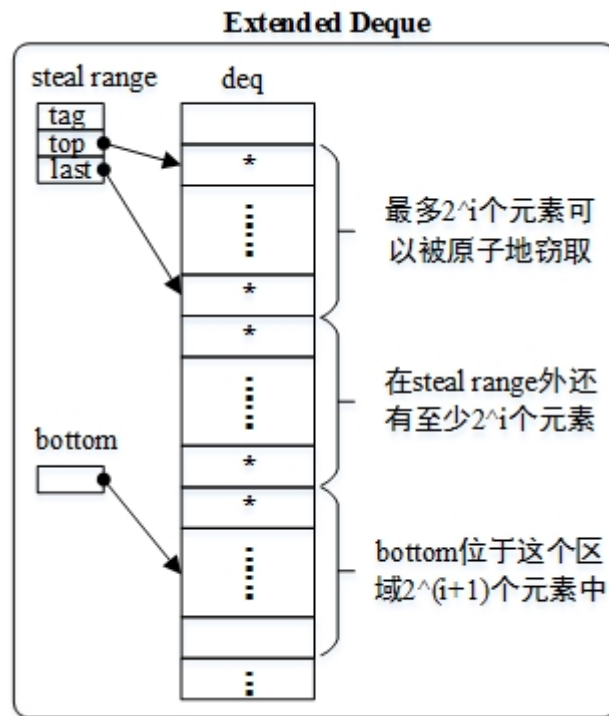 Extended Deque
steal range
deq
tag
top
last
*
*
*
*
*
最多2^i个元素可
以被原子地窃取
在steal range外还
有至少2^i个元素
bottom
bottom位于这个区
域2^(i+1)个元素中